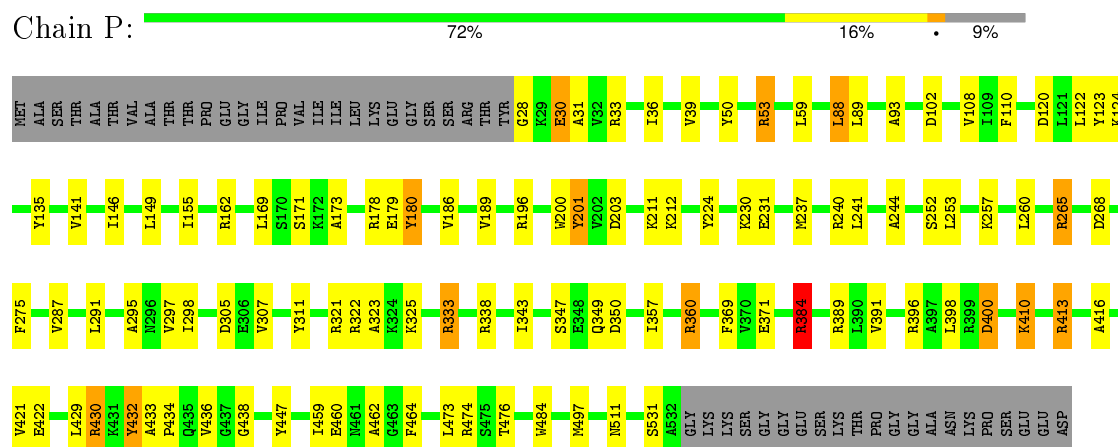 Chain P:
72% 16% • 9%
MET ALA SER THR ALA THR VAL ALA THR THR PRO GLU GLY ILE PRO VAL ILE ILE LEU LYS GLU GLY SER SER ARG THR TYR G28 K29 E30 A31 V32 R33 I36 V39 Y50 R53 L59 L88 L89 A93 D102 V108 I109 F110 D120 L121 L122 Y123 K124
Y135 V141 I146 L149 I155 R162 L169 S170 S171 K172 A173 R178 E179 Y180 V186 V189 R196 W200 Y201 V202 D203 K211 K212 Y224 K230 E231 M237 R240 L241 A244 S252 L253 K257 L260 R265 D268
F275 V287 L291 A295 N296 V297 I298 D305 E306 V307 Y311 R321 R322 A323 K324 K325 R333 R338 I343 S347 E348 Q349 D350 I357 R360 F369 V370 E371 R384 R389 L390 V391 R396 A397 L398 R399 D400 K410 R413 A416
V421 E422 L429 R430 K431 Y432 A433 P434 Q435 V436 G437 G438 Y447 I459 E460 N461 A462 G463 F464 L473 R474 S475 T476 W484 M497 N511 S531 A532 GLY LYS LYS SER GLY GLY GLU SER LYS THR PRO GLY GLY ALA ASN LYS PRO SER GLU GLU ASP